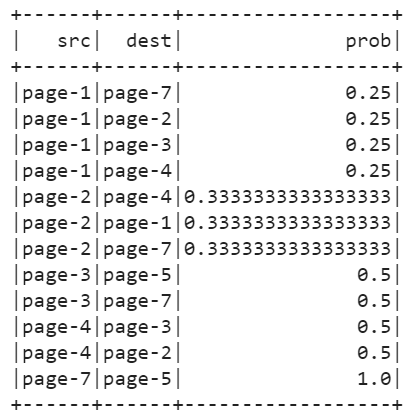 +------+------+------------------+
|   src|  dest|              prob|
+------+------+------------------+
|page-1|page-7|              0.25|
|page-1|page-2|              0.25|
|page-1|page-3|              0.25|
|page-1|page-4|              0.25|
|page-2|page-4|0.3333333333333333|
|page-2|page-1|0.3333333333333333|
|page-2|page-7|0.3333333333333333|
|page-3|page-5|               0.5|
|page-3|page-7|               0.5|
|page-4|page-3|               0.5|
|page-4|page-2|               0.5|
|page-7|page-5|               1.0|
+------+------+------------------+